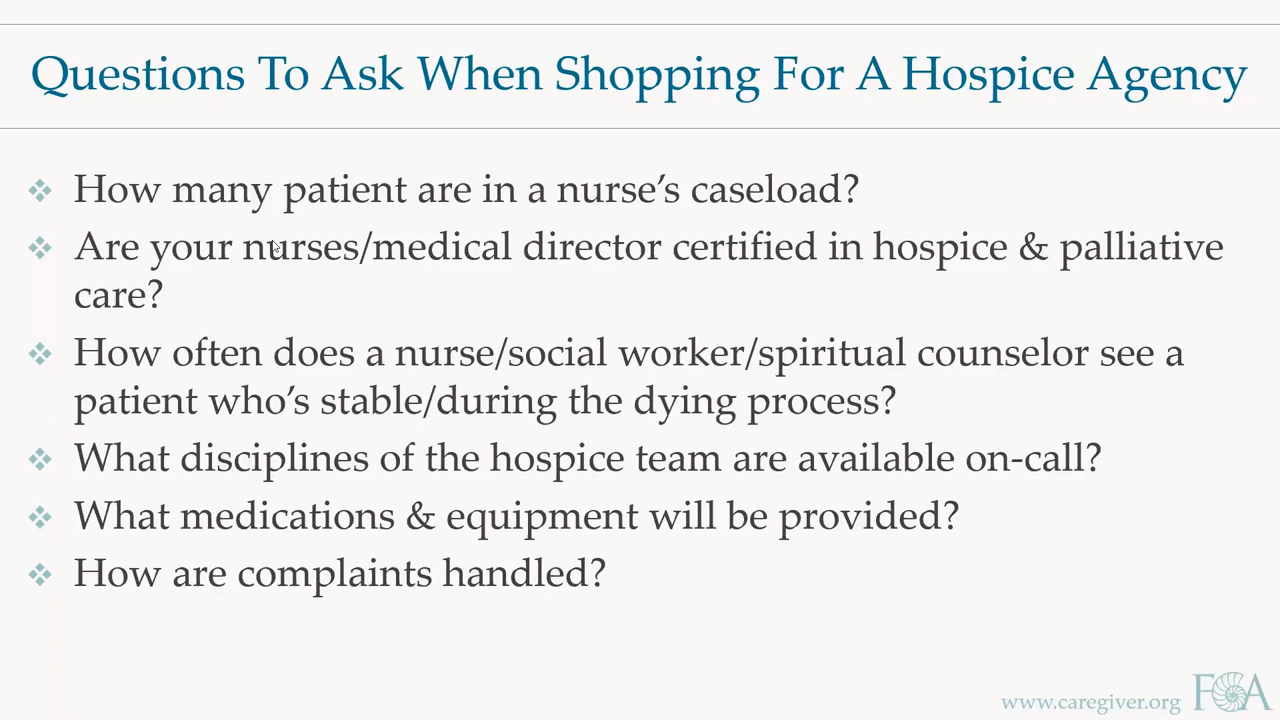 Questions To Ask When Shopping For A Hospice Agency
How many patient are in a nurse’s caseload?
Are your nurses/medical director certified in hospice & palliative
care?
How often does a nurse/social worker/spiritual counselor see a
patient who’s stable/during the dying process?
What disciplines of the hospice team are available on-call?
What medications & equipment will be provided?
How are complaints handled?
www.caregiver.org FCA